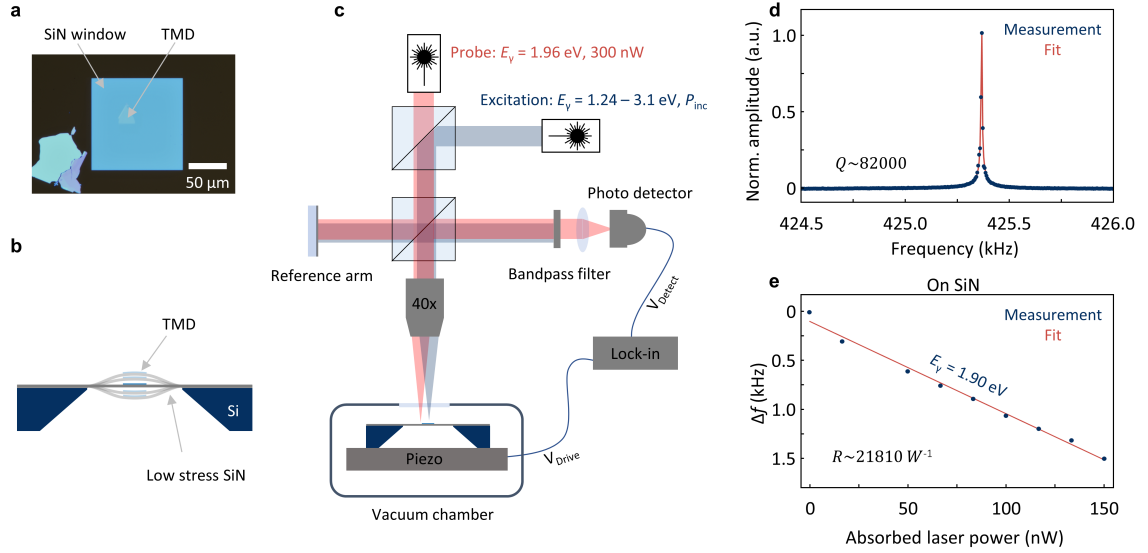 a
SiN window
TMD
50 µm
b
TMD
Si
Low stress SiN
c
Probe: Eγ = 1.96 eV, 300 nW
Excitation: Eγ = 1.24 – 3.1 eV, Pinc
Photo detector
Reference arm
Bandpass filter
40x
VDetect
Lock-in
Piezo
VDrive
Vacuum chamber
d
Norm. amplitude (a.u.)
1.0
0.5
0
Measurement
Fit
Q~82000
424.5
425.0
425.5
426.0
Frequency (kHz)
e
On SiN
Δf (kHz)
0
0.5
1.0
1.5
Measurement
Fit
Eγ = 1.90 eV
R~21810 W⁻¹
0
50
100
150
Absorbed laser power (nW)